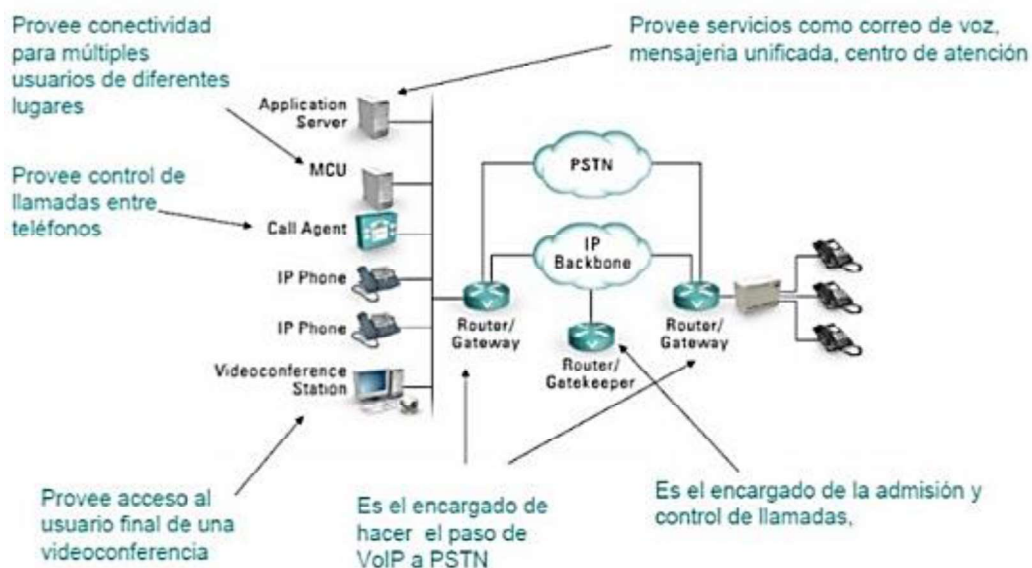 Provee conectividad
para múltiples
usuarios de diferentes
lugares
Provee servicios como correo de voz,
mensajeria unificada, centro de atención
Application
Server
MCU
Provee control de
llamadas entre
teléfonos
Call Agent
IP Phone
IP Phone
Videoconference
Station
PSTN
IP
Backbone
Router/
Gateway
Router/
Gatekeeper
Router/
Gateway
Provee acceso al
usuario final de una
videoconferencia
Es el encargado de
hacer el paso de
VoIP a PSTN
Es el encargado de la admisión y
control de llamadas,